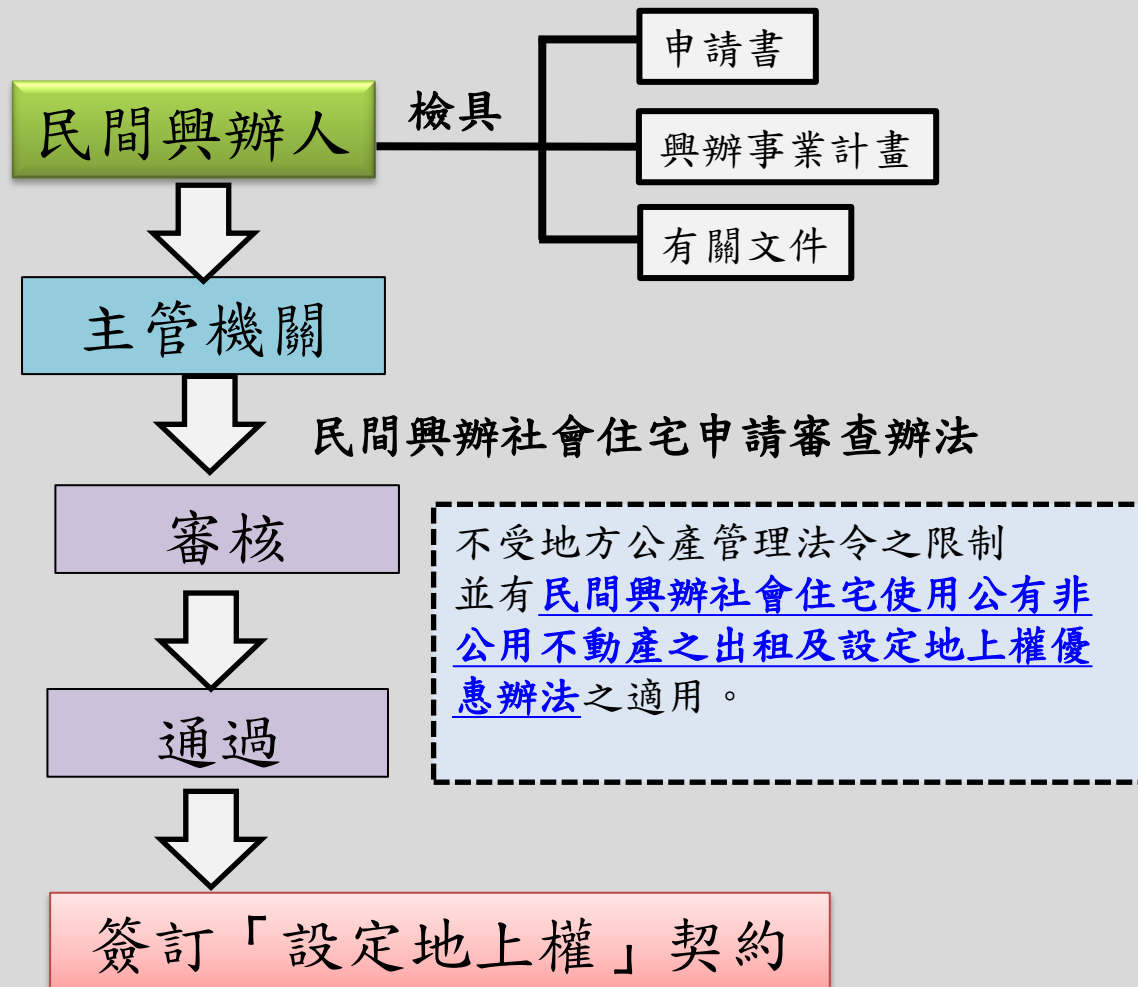 申請書
民間興辦人
檢具
興辦事業計畫
有關文件
主管機關
民間興辦社會住宅申請審查辦法
審核
不受地方公產管理法令之限制
並有民間興辦社會住宅使用公有非
公用不動產之出租及設定地上權優
惠辦法之適用。
通過
簽訂「設定地上權」契約